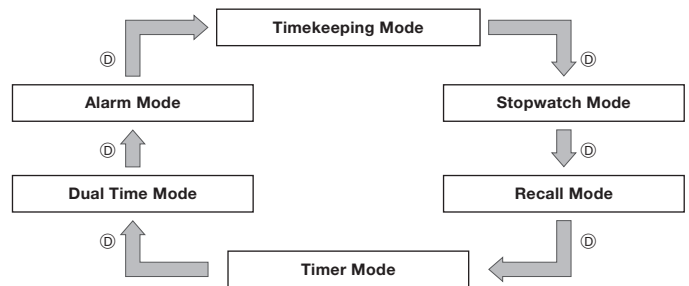 Timekeeping Mode
Ⓓ Ⓓ
Alarm Mode Stopwatch Mode
Ⓓ Ⓓ
Dual Time Mode Recall Mode
Ⓓ Ⓓ
Timer Mode